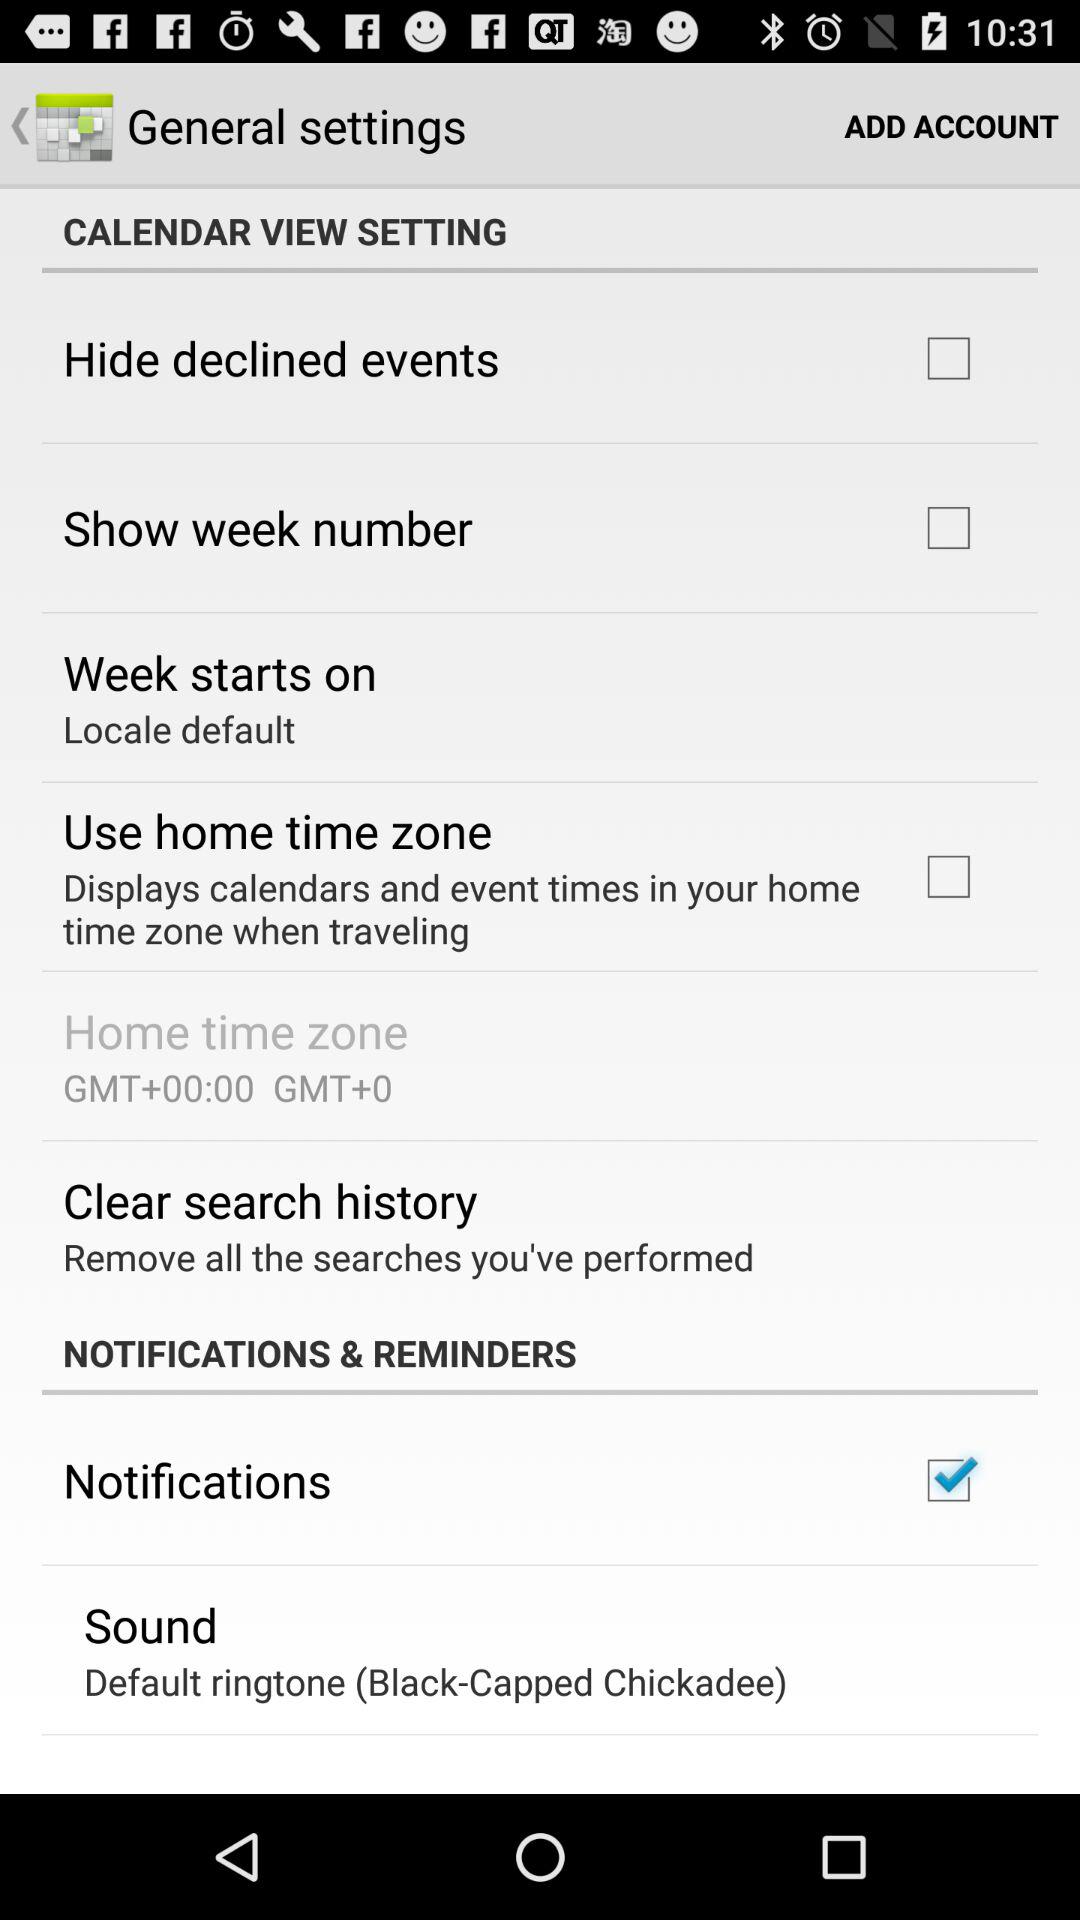 QT 淘 10:31
General settings ADD ACCOUNT
CALENDAR VIEW SETTING
Hide declined events
Show week number
Week starts on
Locale default
Use home time zone
Displays calendars and event times in your home
time zone when traveling
Home time zone
GMT+00:00  GMT+0
Clear search history
Remove all the searches you've performed
NOTIFICATIONS & REMINDERS
Notifications
Sound
Default ringtone (Black-Capped Chickadee)